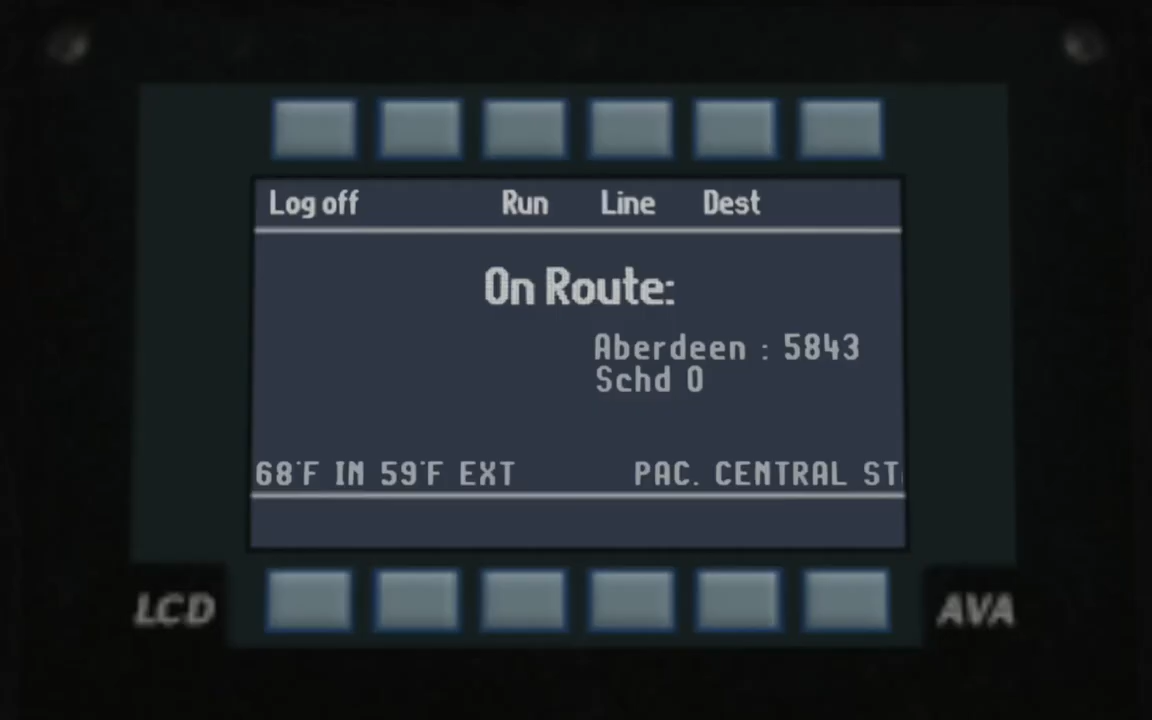 Log off Run Line Dest
On Route:
Aberdeen : 5843
Schd 0
68°F IN 59°F EXT PAC. CENTRAL
LCD AVA